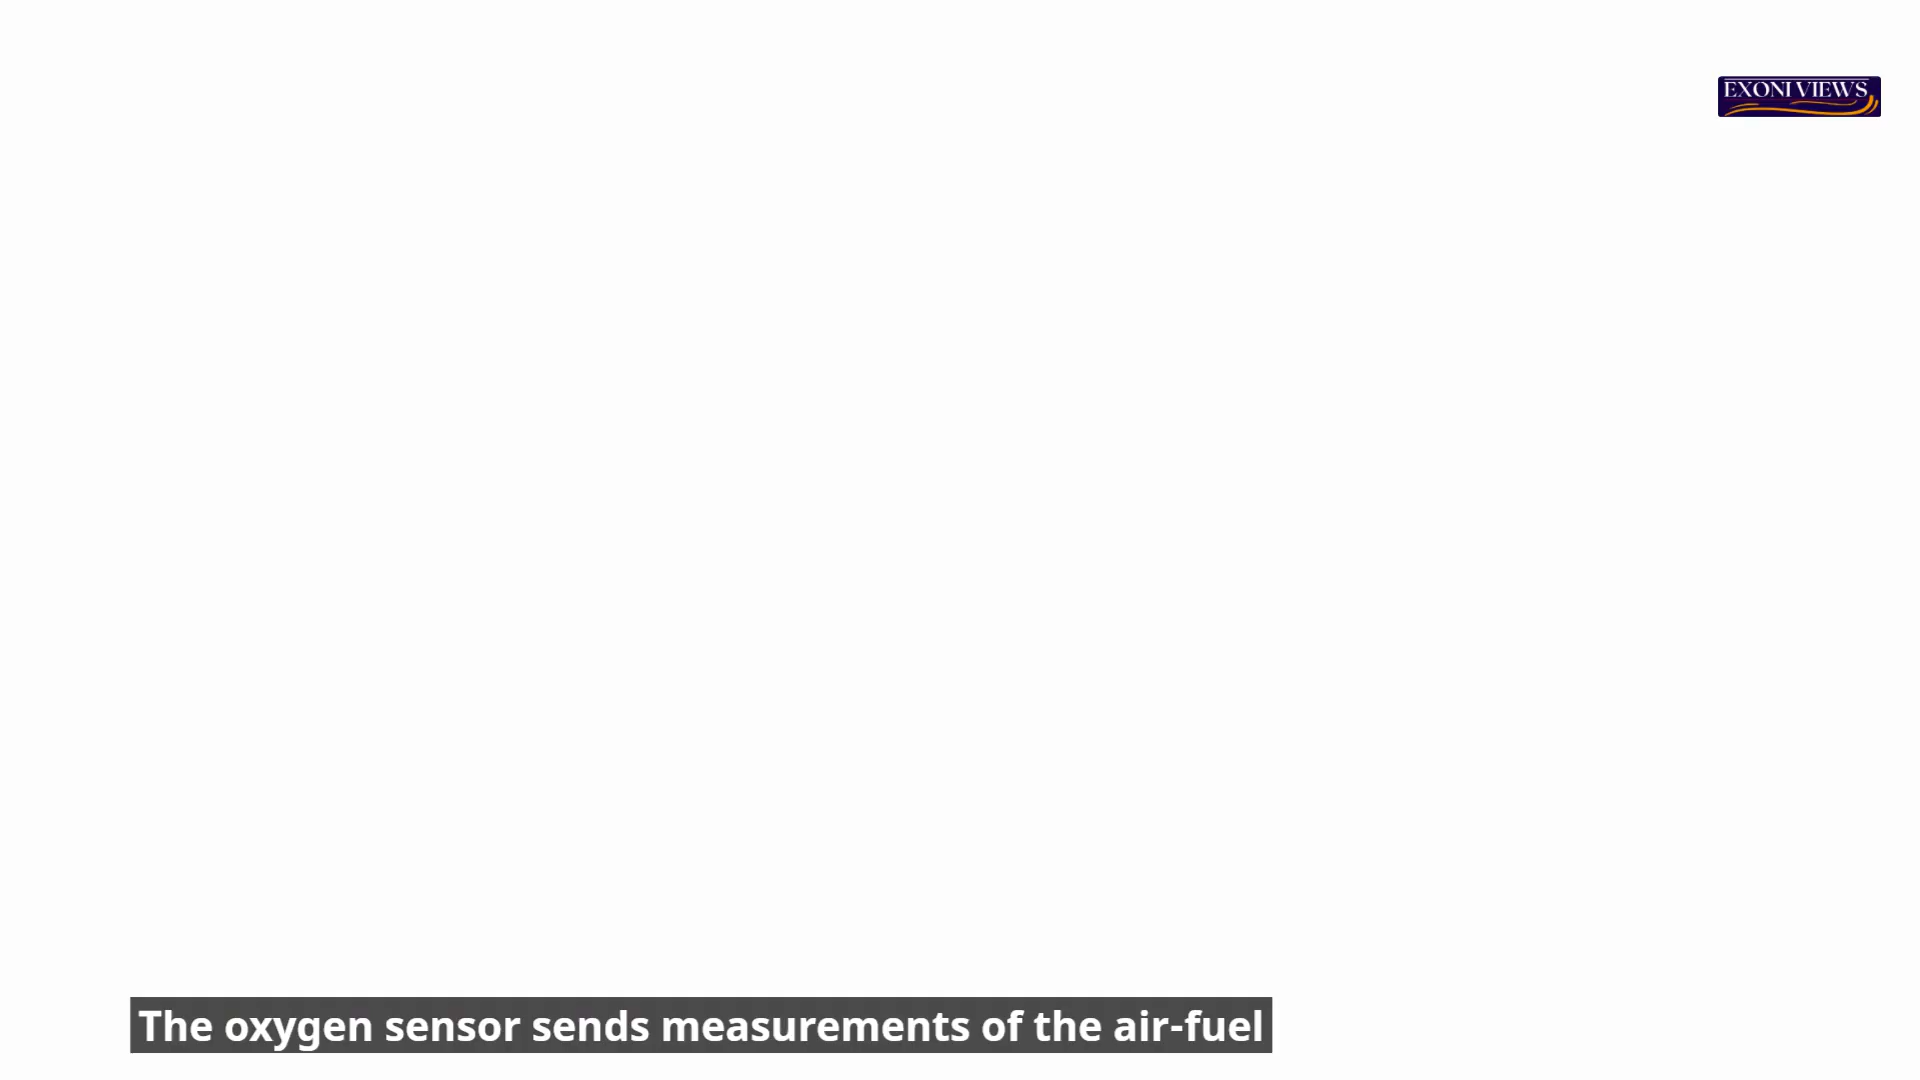 EXONI VIEWS
The oxygen sensor sends measurements of the air-fuel